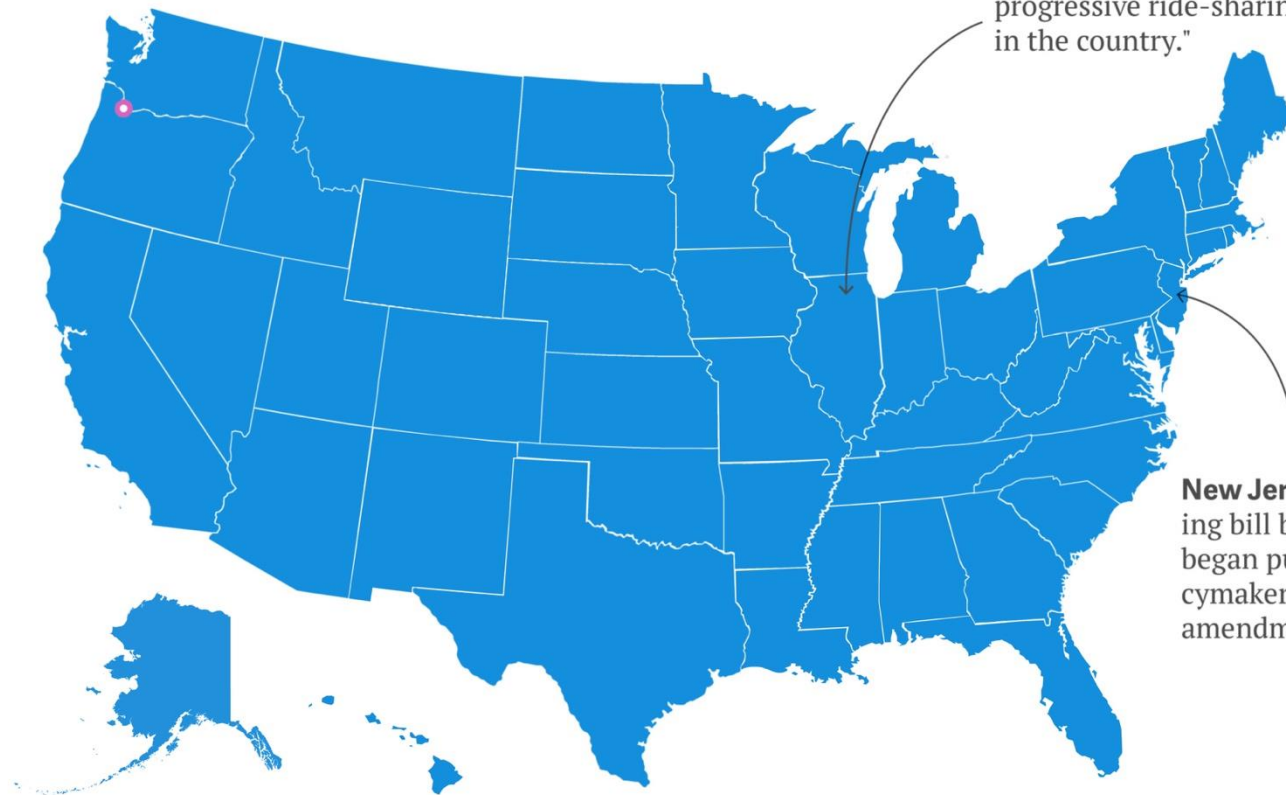 progressive ride-sharin
in the country."
New Jer
ing bill b
began pu
cymaker
amendm